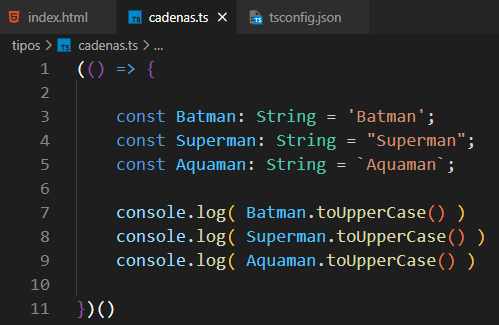 index.html cadenas.ts tsconfig.json
tipos > cadenas.ts > ...
1 (() => {
2
3 const Batman: String = 'Batman';
4 const Superman: String = "Superman";
5 const Aquaman: String = `Aquaman`;
6
7 console.log( Batman.toUpperCase() )
8 console.log( Superman.toUpperCase() )
9 console.log( Aquaman.toUpperCase() )
10
11 })()